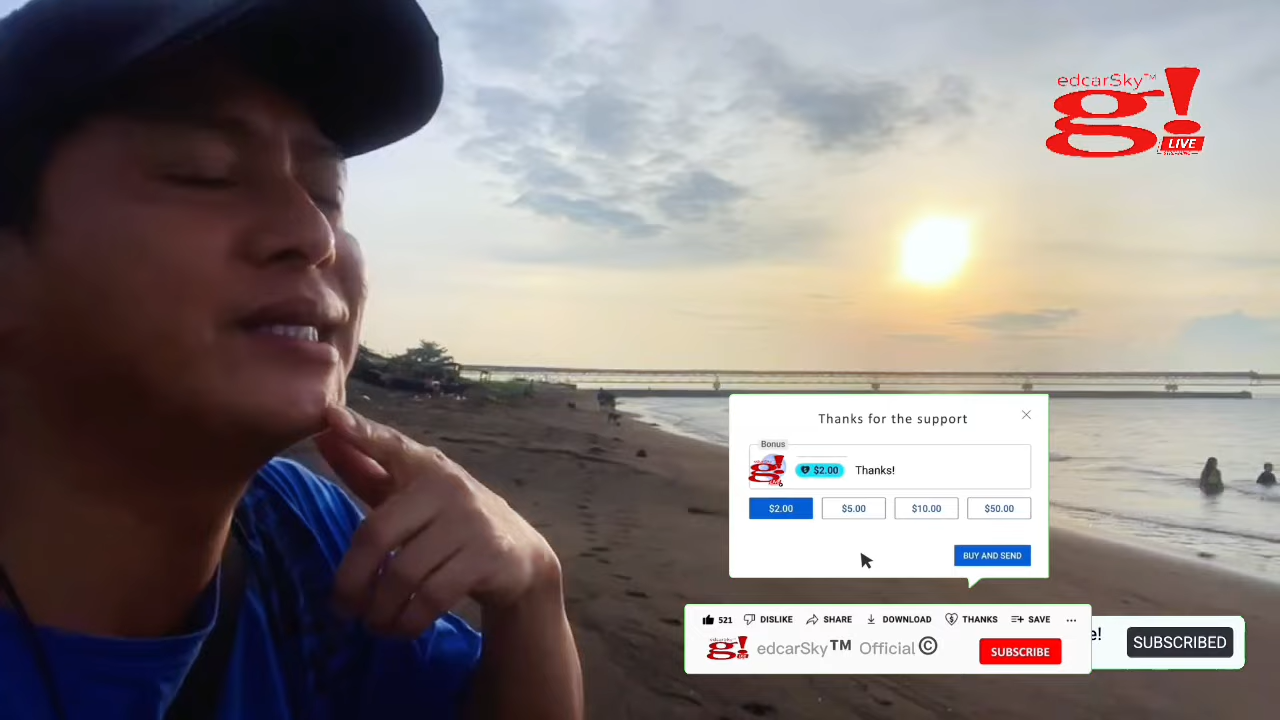 edcarSky™
g!
LIVE
Thanks for the support
Bonus
g!
$2.00 Thanks!
$2.00 $5.00 $10.00 $50.00
BUY AND SEND
521 DISLIKE SHARE DOWNLOAD THANKS SAVE ...
g! edcarSky™ Official © SUBSCRIBE
e! SUBSCRIBED